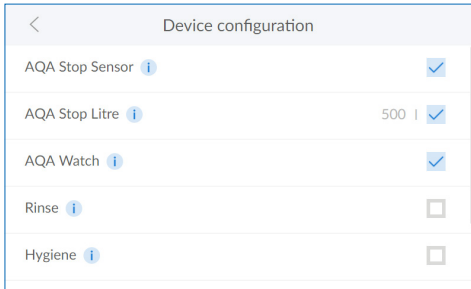 Device configuration
AQA Stop Sensor i
AQA Stop Litre i 500 l
AQA Watch i
Rinse i
Hygiene i